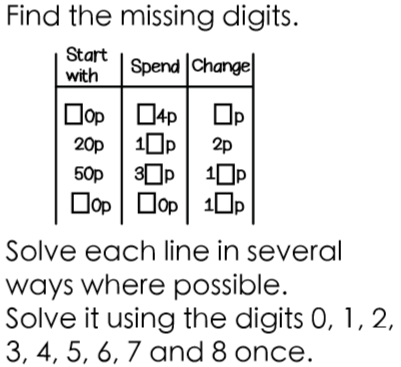 Find the missing digits.
Start with | Spend | Change
□0p | □4p | □p
20p | 1□p | 2p
50p | 3□p | 1□p
□0p | □0p | 1□p
Solve each line in several
ways where possible.
Solve it using the digits 0, 1, 2,
3, 4, 5, 6, 7 and 8 once.